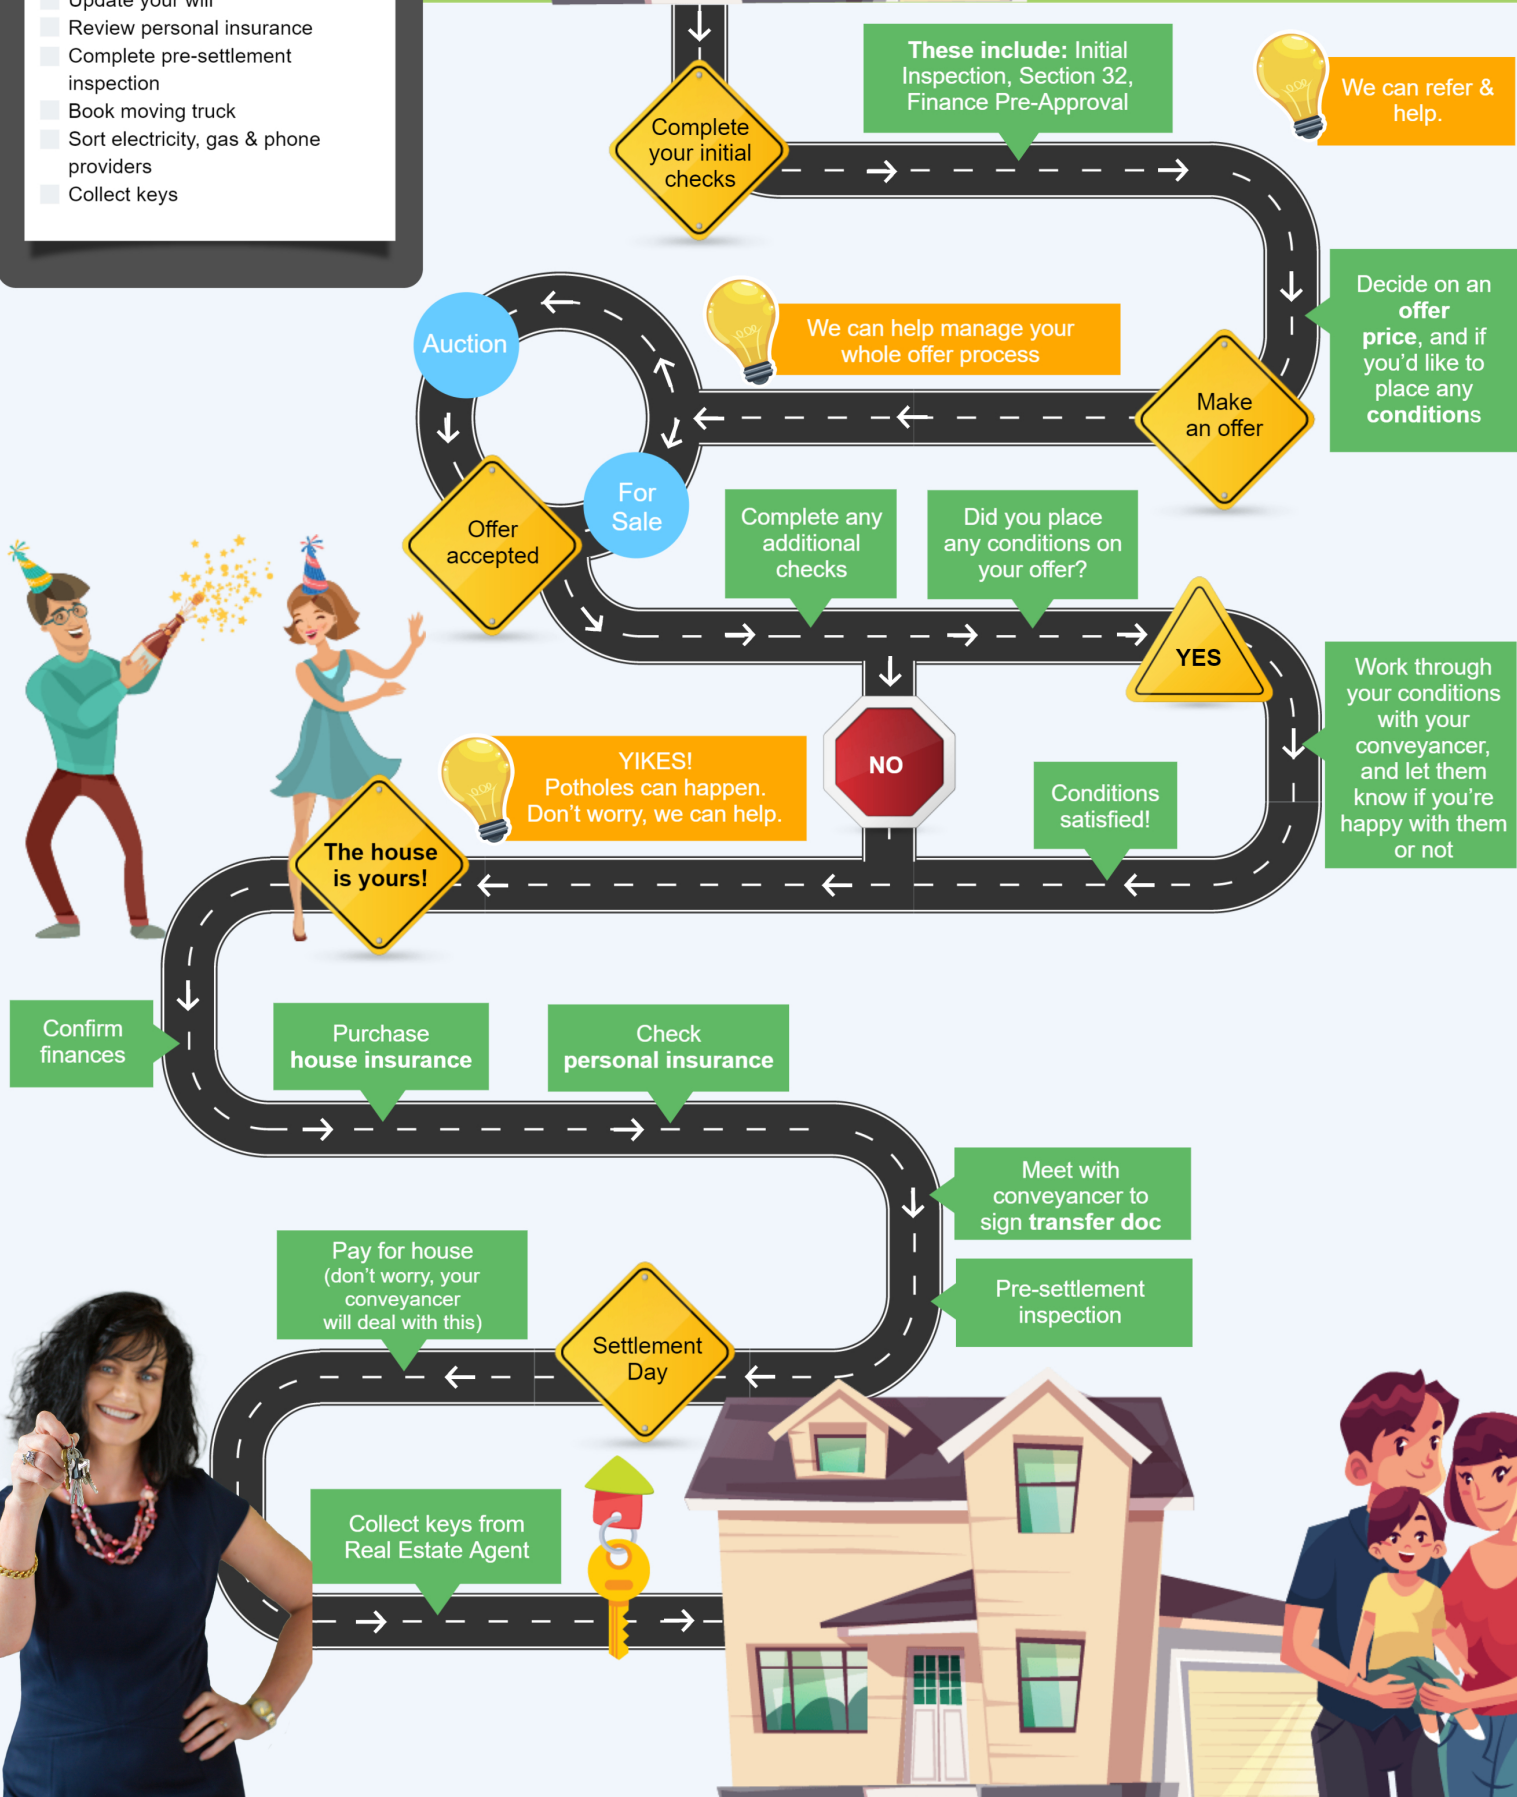 Update your will
Review personal insurance
Complete pre-settlement
inspection
Book moving truck
Sort electricity, gas & phone
providers
Collect keys
Complete
your initial
checks
These include: Initial
Inspection, Section 32,
Finance Pre-Approval
We can refer &
help.
Decide on an
offer
price, and if
you'd like to
place any
conditions
Make
an offer
We can help manage your
whole offer process
Auction
For
Sale
Offer
accepted
Complete any
additional
checks
Did you place
any conditions on
your offer?
YES
NO
Work through
your conditions
with your
conveyancer,
and let them
know if you're
happy with them
or not
Conditions
satisfied!
YIKES!
Potholes can happen.
Don't worry, we can help.
The house
is yours!
Confirm
finances
Purchase
house insurance
Check
personal insurance
Meet with
conveyancer to
sign transfer doc
Pre-settlement
inspection
Settlement
Day
Pay for house
(don't worry, your
conveyancer
will deal with this)
Collect keys from
Real Estate Agent